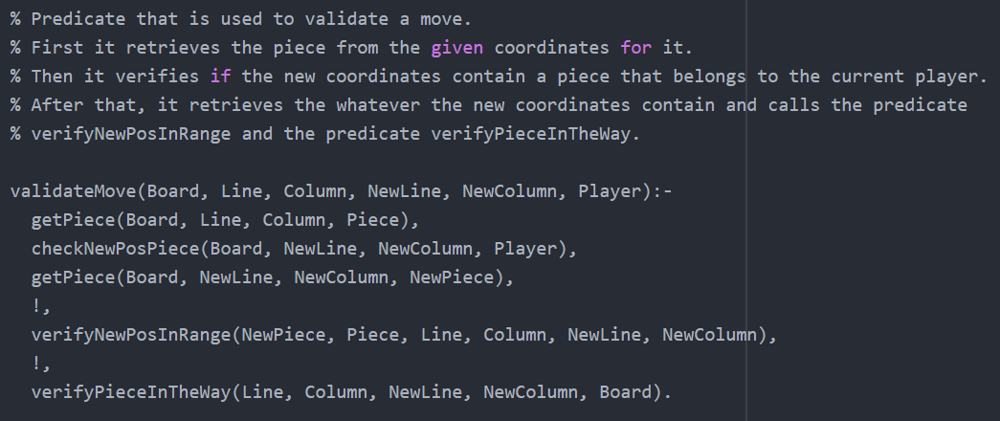 % Predicate that is used to validate a move.
% First it retrieves the piece from the given coordinates for it.
% Then it verifies if the new coordinates contain a piece that belongs to the current player.
% After that, it retrieves the whatever the new coordinates contain and calls the predicate
% verifyNewPosInRange and the predicate verifyPieceInTheWay.

validateMove(Board, Line, Column, NewLine, NewColumn, Player):-
  getPiece(Board, Line, Column, Piece),
  checkNewPosPiece(Board, NewLine, NewColumn, Player),
  getPiece(Board, NewLine, NewColumn, NewPiece),
  !,
  verifyNewPosInRange(NewPiece, Piece, Line, Column, NewLine, NewColumn),
  !,
  verifyPieceInTheWay(Line, Column, NewLine, NewColumn, Board).